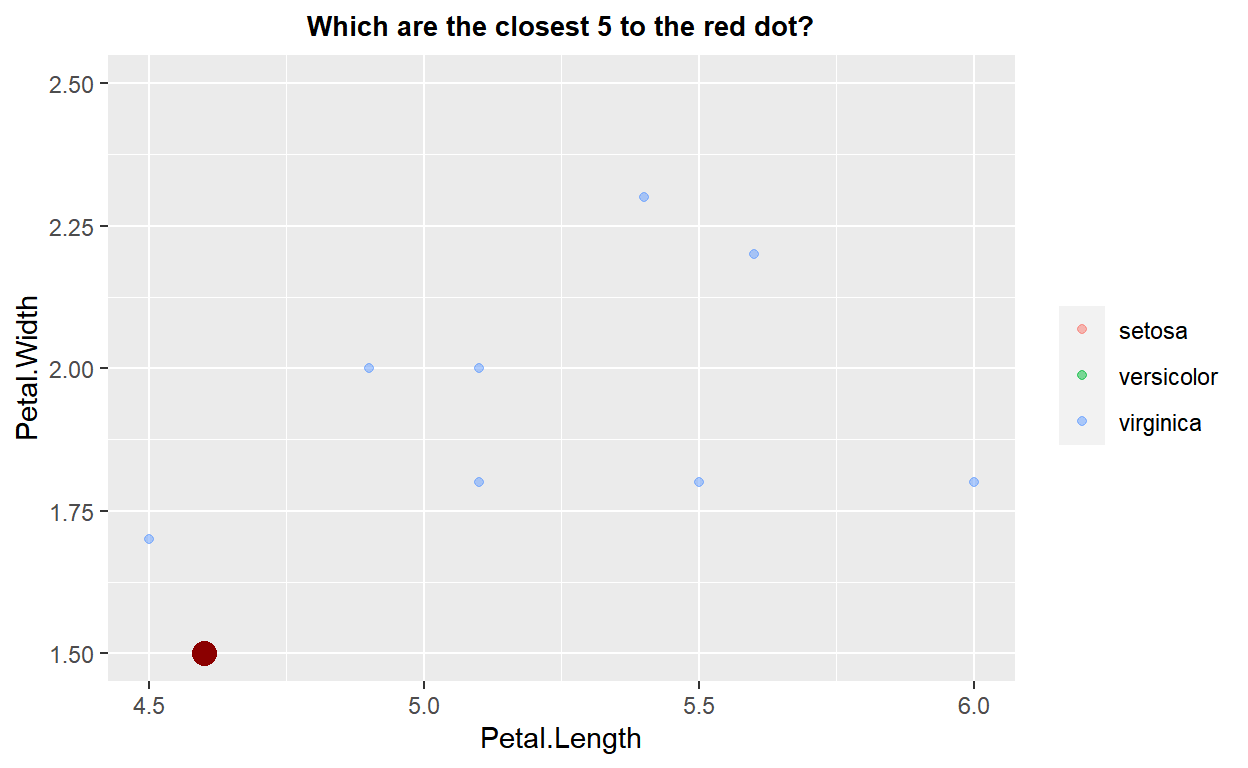 Which are the closest 5 to the red dot?
2.50
2.25
2.00
1.75
1.50
Petal.Width
4.5 5.0 5.5 6.0
Petal.Length
setosa
versicolor
virginica